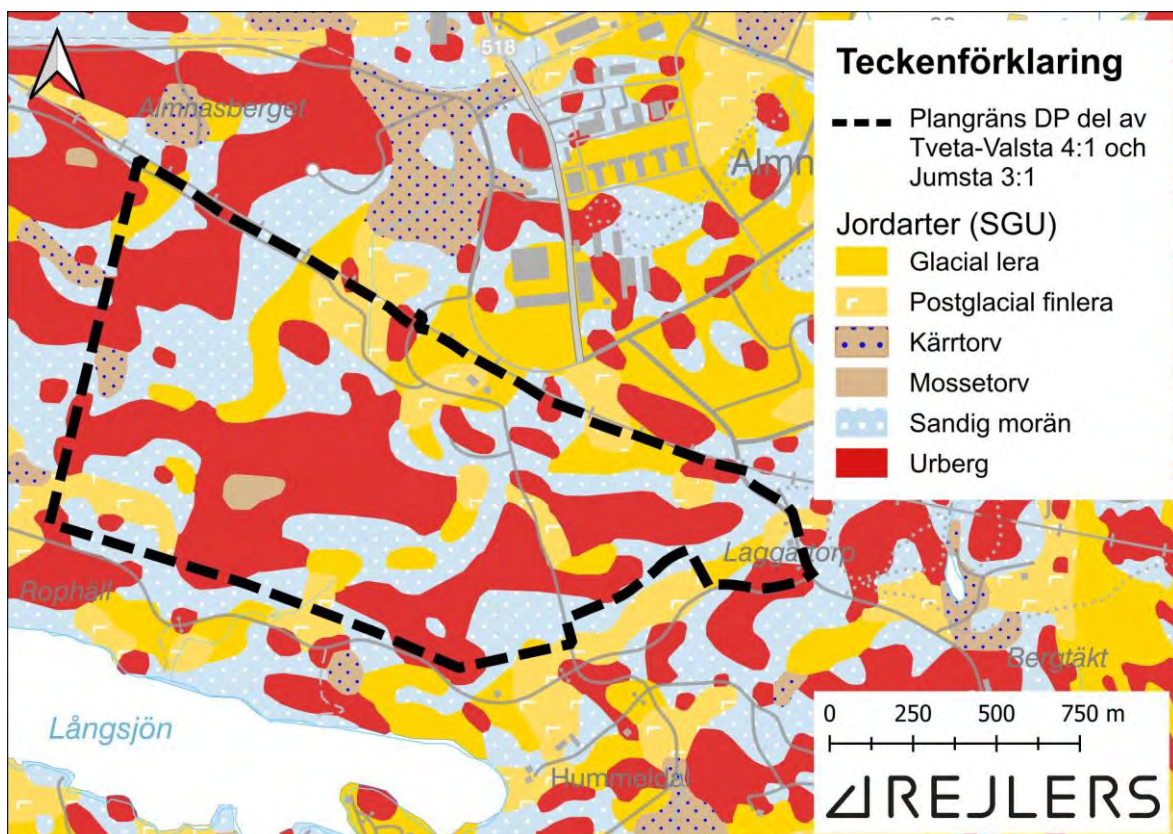 518
Almnäsberget
Almn
Laggatorp
Rophäll
Långsjön
Hummeldal
Bergtäkt
Teckenförklaring
Plangräns DP del av
Tveta-Valsta 4:1 och
Jumsta 3:1
Jordarter (SGU)
Glacial lera
Postglacial finlera
Kärrtorv
Mossetorv
Sandig morän
Urberg
0 250 500 750 m
REJLERS